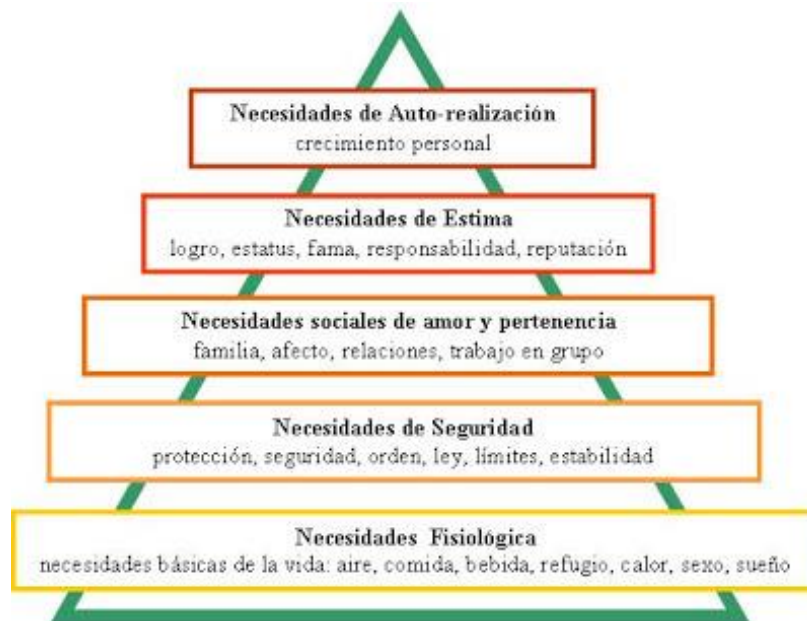 Necesidades de Auto-realización
crecimiento personal
Necesidades de Estima
logro, estatus, fama, responsabilidad, reputación
Necesidades sociales de amor y pertenencia
familia, afecto, relaciones, trabajo en grupo
Necesidades de Seguridad
protección, seguridad, orden, ley, límites, estabilidad
Necesidades Fisiológica
necesidades básicas de la vida: aire, comida, bebida, refugio, calor, sexo, sueño